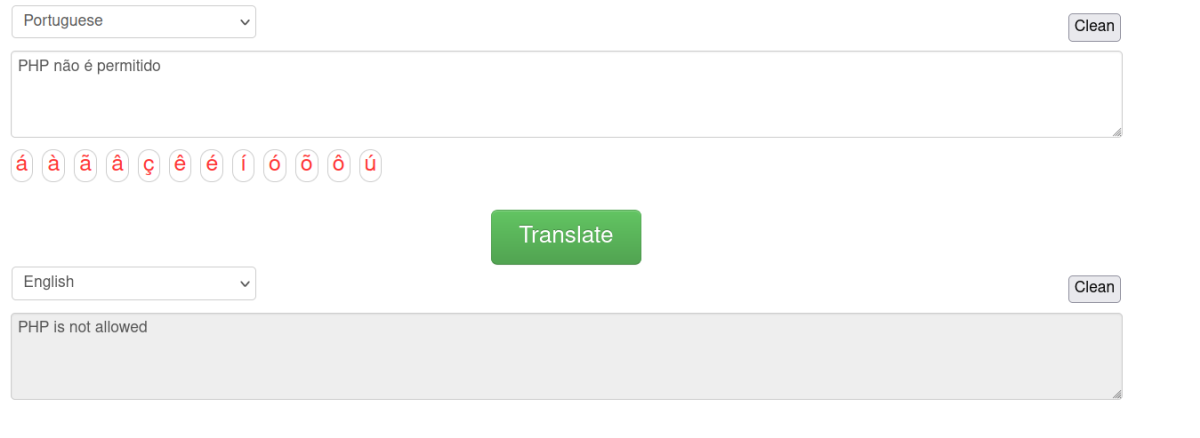 Portuguese
Clean
PHP não é permitido
á à ã â ç ê é í ó õ ô ú
Translate
English
Clean
PHP is not allowed